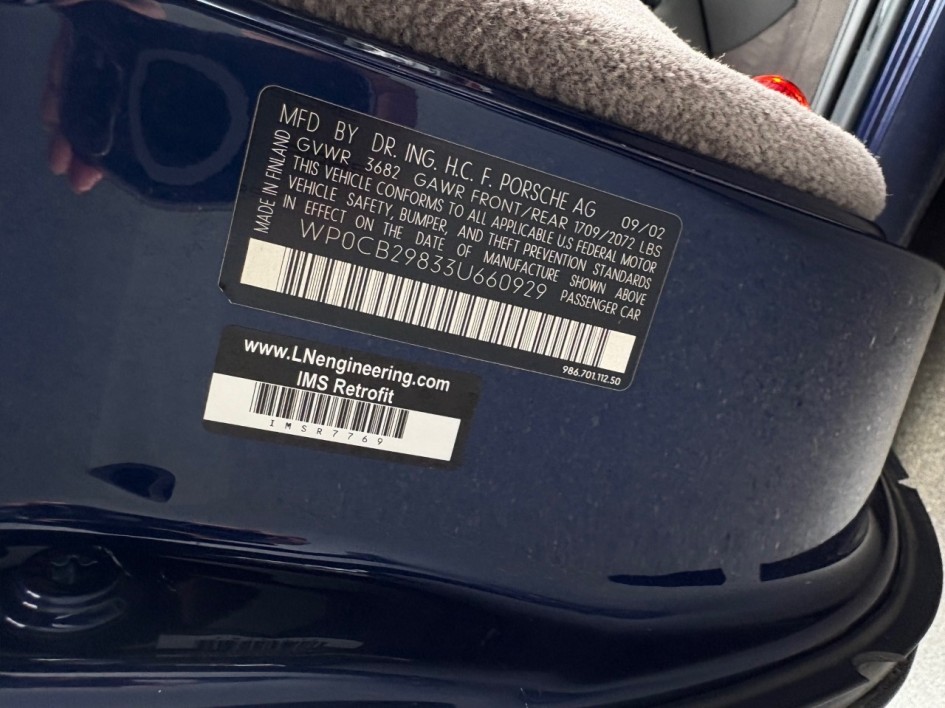 MFD BY DR. ING. H.C. F. PORSCHE AG 09/02
GVWR 3682 GAWR FRONT/REAR 1709/2072 LBS
THIS VEHICLE CONFORMS TO ALL APPLICABLE U.S FEDERAL MOTOR
VEHICLE SAFETY, BUMPER, AND THEFT PREVENTION STANDARDS
IN EFFECT ON THE DATE OF MANUFACTURE SHOWN ABOVE
WP0CB29833U660929 PASSENGER CAR
MADE IN FINLAND
986.701.112.50
www.LNengineering.com
IMS Retrofit
IMSR7769